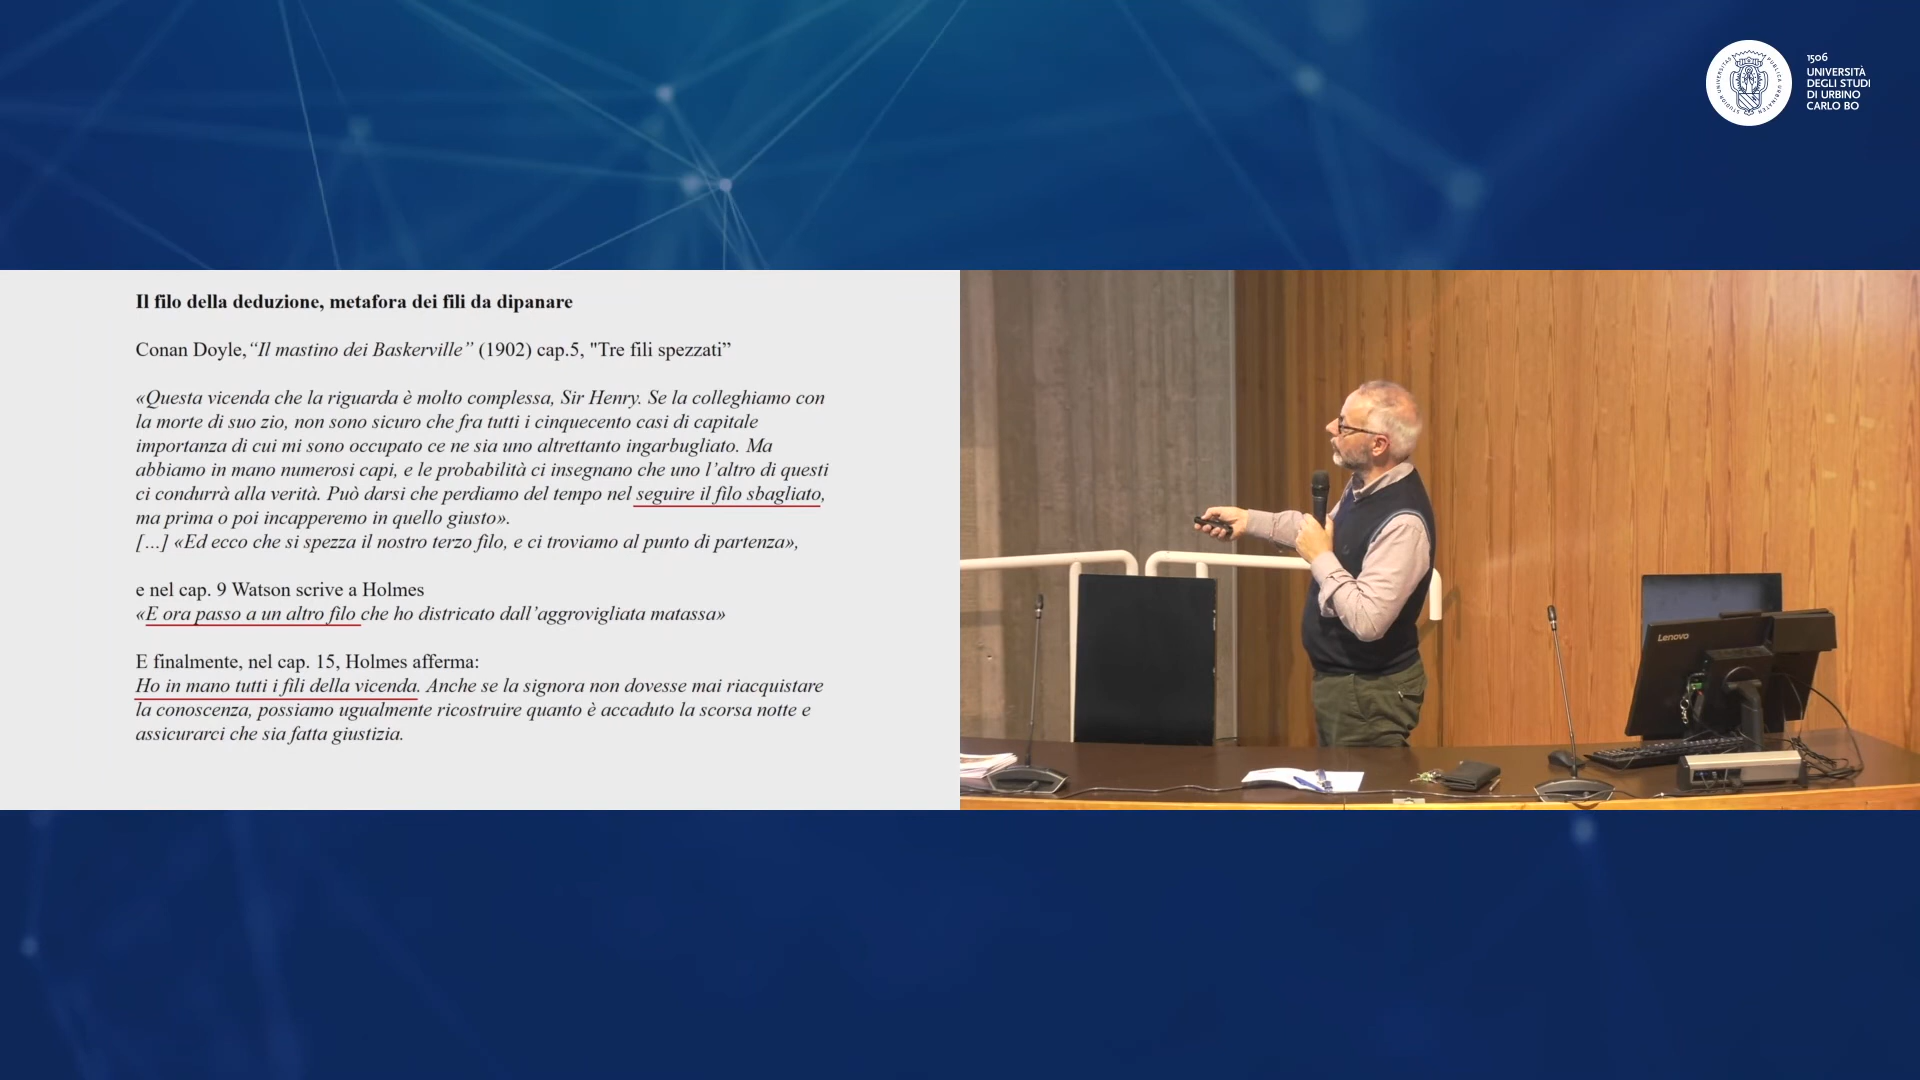 1506
UNIVERSITÀ
DEGLI STUDI
DI URBINO
CARLO BO
Il filo della deduzione, metafora dei fili da dipanare
Conan Doyle,“Il mastino dei Baskerville” (1902) cap.5, "Tre fili spezzati”
«Questa vicenda che la riguarda è molto complessa, Sir Henry. Se la colleghiamo con
la morte di suo zio, non sono sicuro che fra tutti i cinquecento casi di capitale
importanza di cui mi sono occupato ce ne sia uno altrettanto ingarbugliato. Ma
abbiamo in mano numerosi capi, e le probabilità ci insegnano che uno l’altro di questi
ci condurrà alla verità. Può darsi che perdiamo del tempo nel seguire il filo sbagliato,
ma prima o poi incapperemo in quello giusto».
[…] «Ed ecco che si spezza il nostro terzo filo, e ci troviamo al punto di partenza»,
e nel cap. 9 Watson scrive a Holmes
«E ora passo a un altro filo che ho districato dall’aggrovigliata matassa»
E finalmente, nel cap. 15, Holmes afferma:
Ho in mano tutti i fili della vicenda. Anche se la signora non dovesse mai riacquistare
la conoscenza, possiamo ugualmente ricostruire quanto è accaduto la scorsa notte e
assicurarci che sia fatta giustizia.
Lenovo